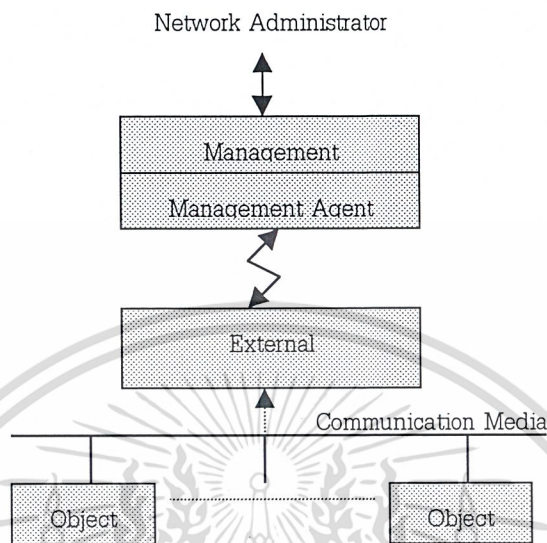 Network Administrator
Management
Management Agent
External
Communication Media
Object
Object